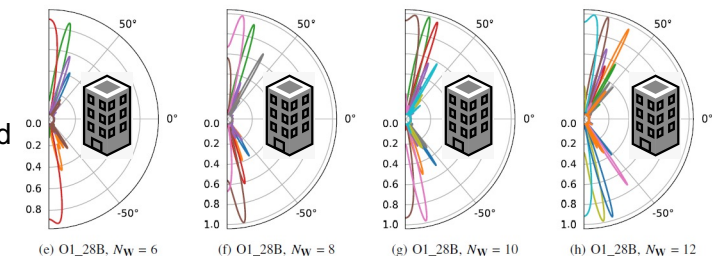 50° 50° 50° 50°
d
0.0 0° 0.0 0° 0.0 0° 0.0 0°
0.2 0.2 0.2 0.2
0.4 0.4 0.4 0.4
0.6 0.6 0.6 0.6
0.8 0.8 0.8 0.8
-50° -50° -50° -50°
1.0 1.0 1.0
(e) O1_28B, NW = 6 (f) O1_28B, NW = 8 (g) O1_28B, NW = 10 (h) O1_28B, NW = 12